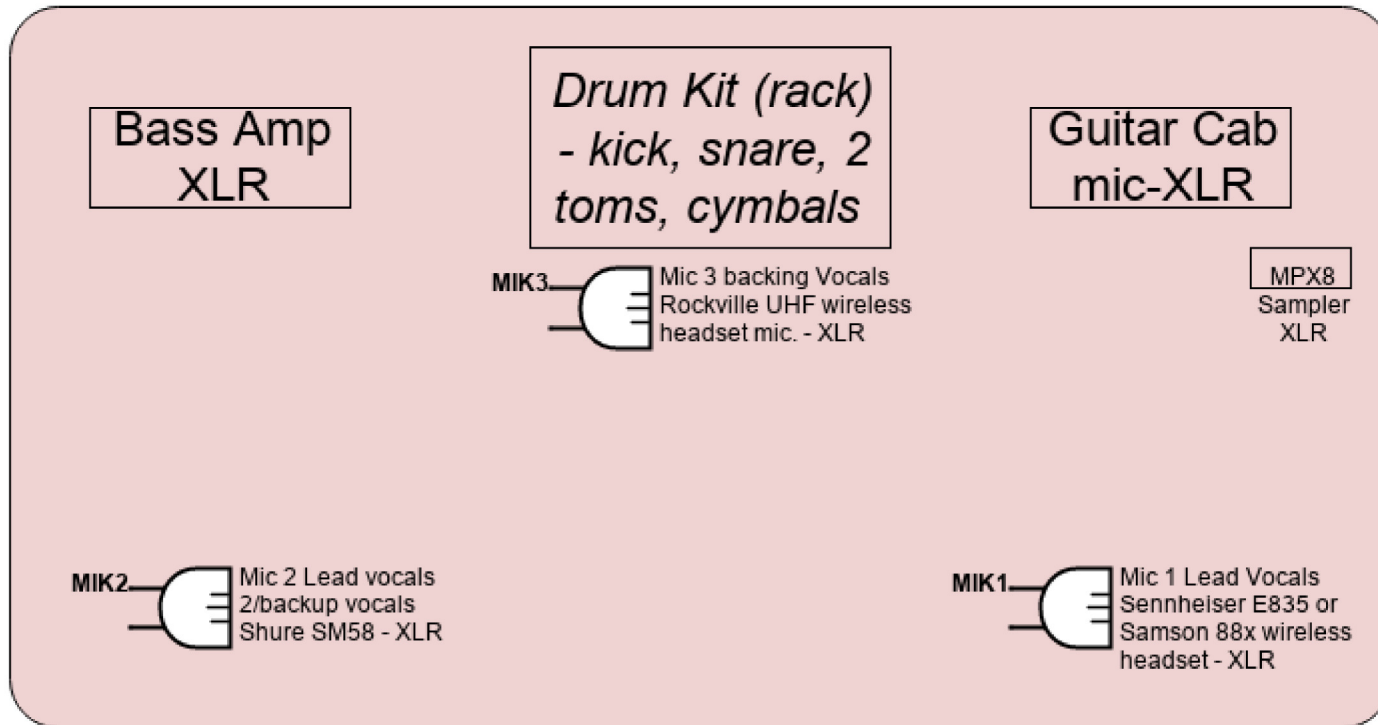 Bass Amp
XLR
Drum Kit (rack)
- kick, snare, 2
toms, cymbals
Guitar Cab
mic-XLR
MPX8
Sampler
XLR
MIK3
Mic 3 backing Vocals
Rockville UHF wireless
headset mic. - XLR
MIK2
Mic 2 Lead vocals
2/backup vocals
Shure SM58 - XLR
MIK1
Mic 1 Lead Vocals
Sennheiser E835 or
Samson 88x wireless
headset - XLR